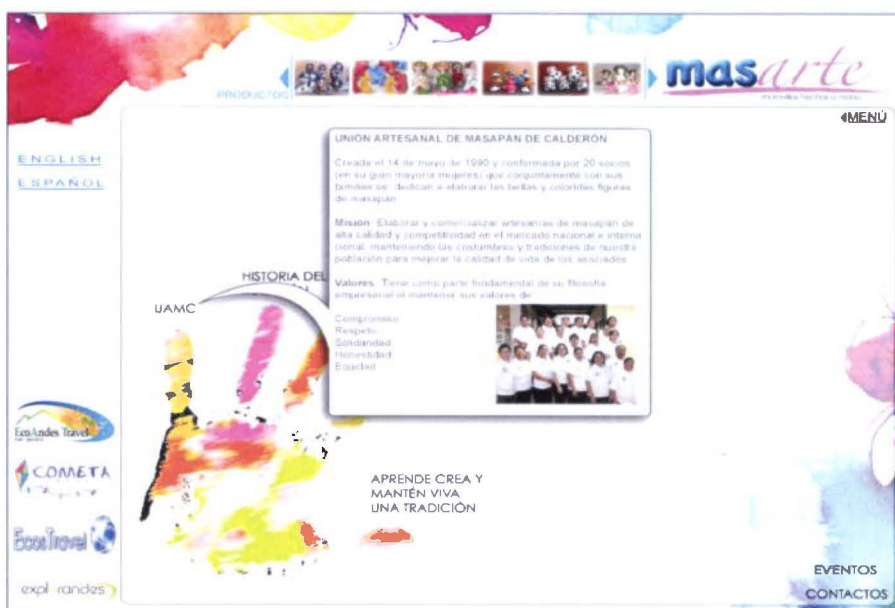 PRODUCTOS
masarte
◀MENÚ
ENGLISH
ESPAÑOL
UNION ARTESANAL DE MASAPAN DE CALDERÓN
Creada el 14 de mayo de 1990 y conformada por 20 socios
(en su gran mayoría mujeres) que conjuntamente con sus
familias se dedican a elaborar las bellas y coloridas figuras
de masapán
Misión: Elaborar y comercializar artesanías de masapán de
alta calidad y competitividad en el mercado nacional e interna
cional, manteniendo las costumbres y tradiciones de nuestra
población para mejorar la calidad de vida de los asociados
Valores: Tiene como parte fundamental de su filosofía
empresarial el mantener sus valores de:
Compromiso
Respeto
Solidaridad
Honestidad
Equidad
HISTORIA DEL
UAMC
EcoAndes Travel
COMETA
APRENDE CREA Y
MANTÉN VIVA
UNA TRADICIÓN
EcosTravel
explorandes
EVENTOS
CONTACTOS